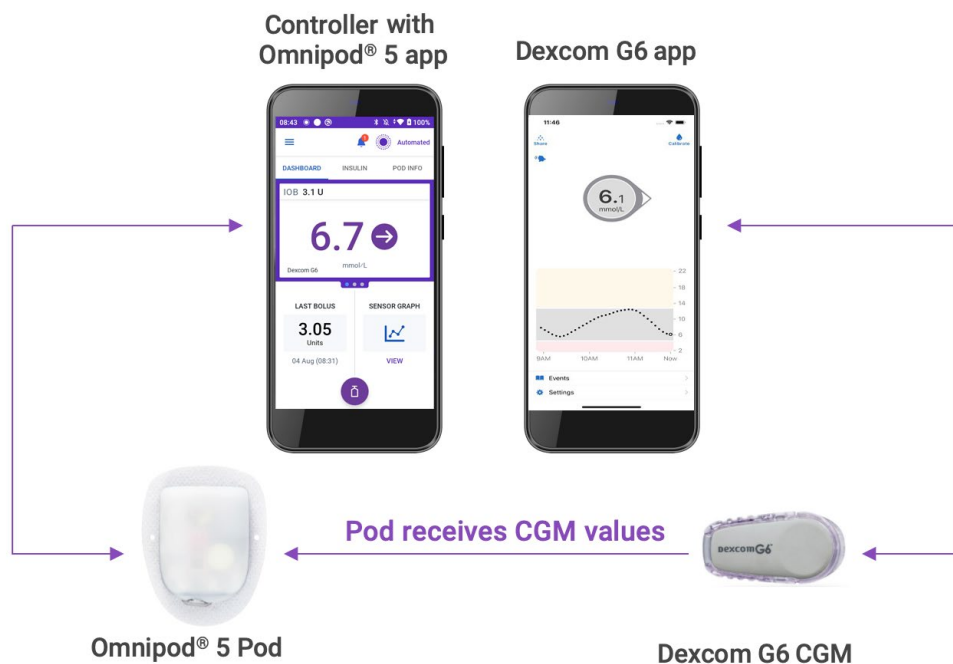 Controller with
Omnipod® 5 app
Dexcom G6 app
08:43
100%
Automated
DASHBOARD INSULIN POD INFO
IOB 3.1 U
6.7
mmol/L
Dexcom G6
LAST BOLUS
3.05
Units
04 Aug (08:31)
SENSOR GRAPH
VIEW
11:46
Share
Calibrate
6.1
mmol/L
22
18
14
10
6
2
9AM 10AM 11AM Now
Events
Settings
Pod receives CGM values
Dexcom G6
Omnipod® 5 Pod
Dexcom G6 CGM